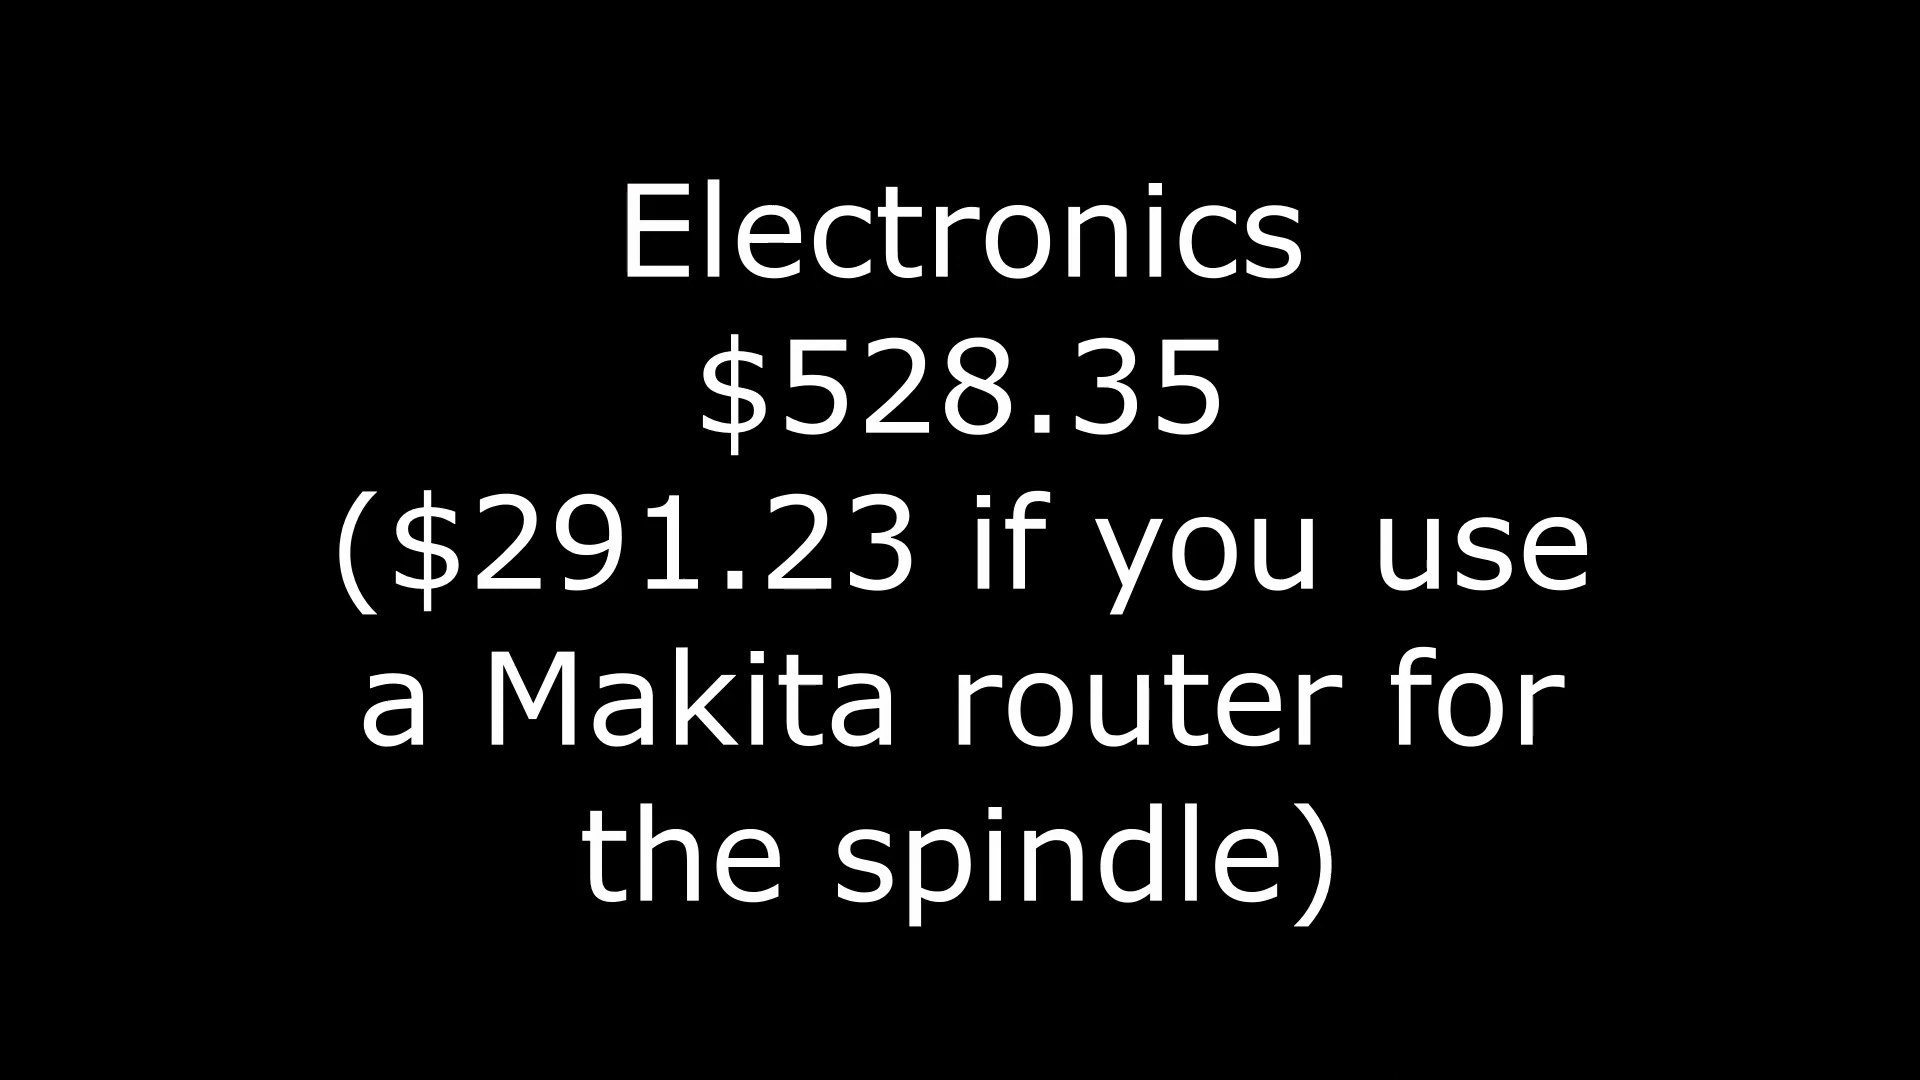 Electronics
$528.35
($291.23 if you use
a Makita router for
the spindle)